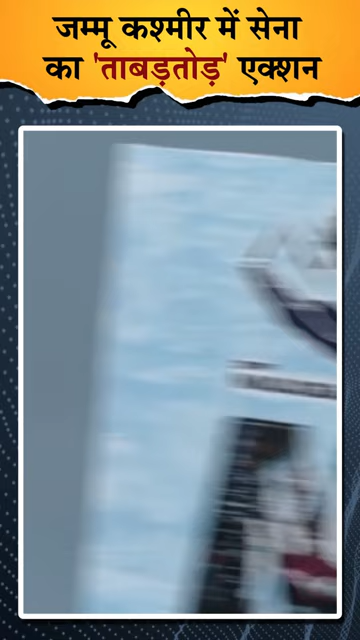 जम्मू कश्मीर में सेना
का 'ताबड़तोड़' एक्शन